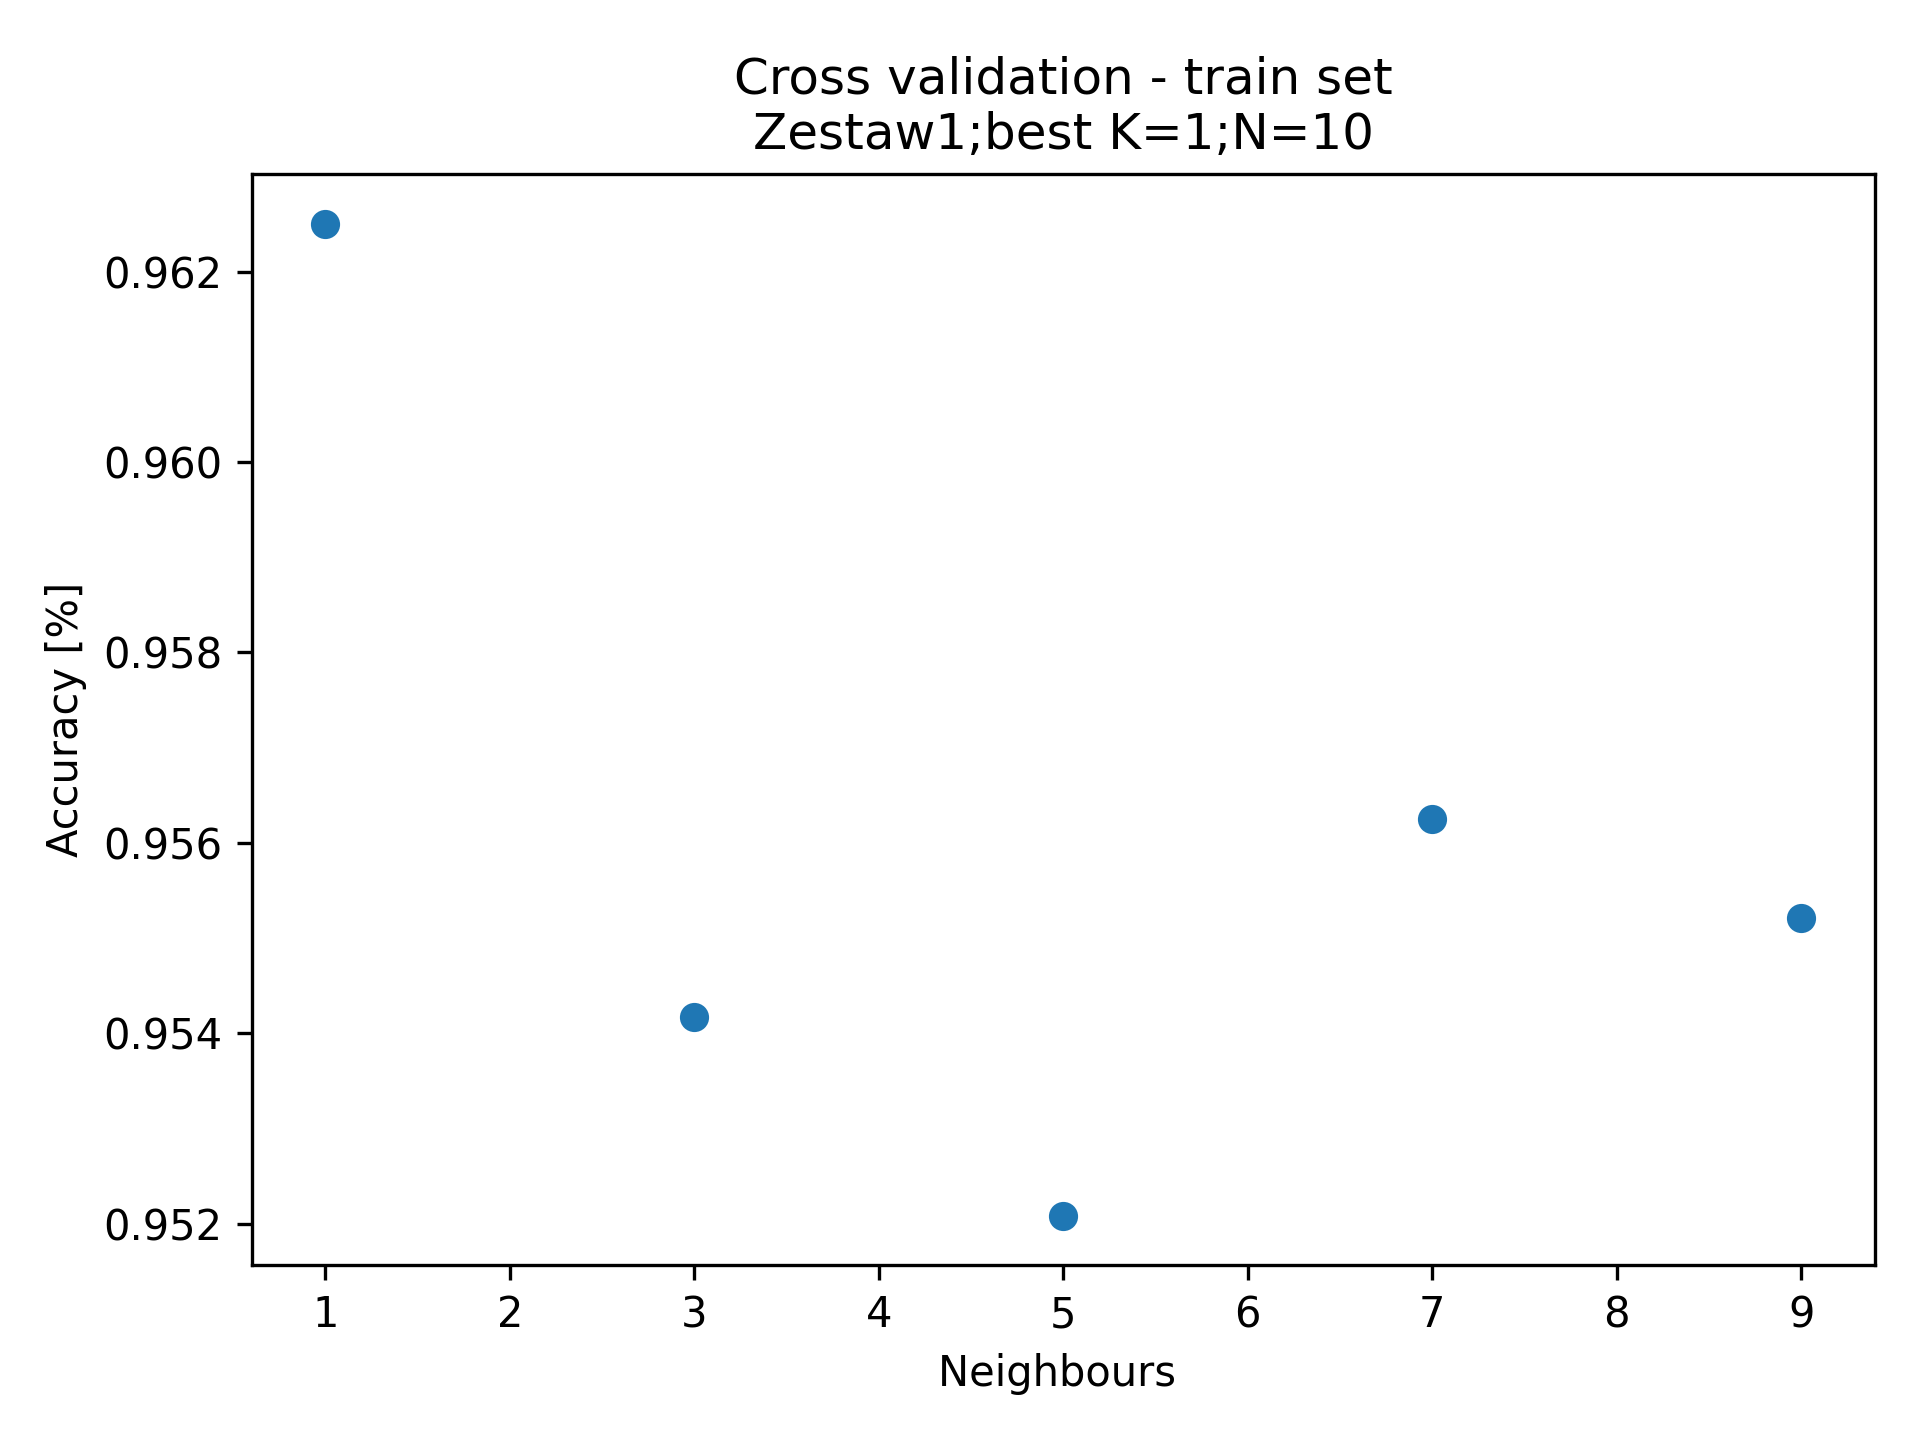 Cross validation - train set
Zestaw1;best K=1;N=10
0.962
0.960
0.958
0.956
0.954
0.952
Accuracy [%]
1 2 3 4 5 6 7 8 9
Neighbours